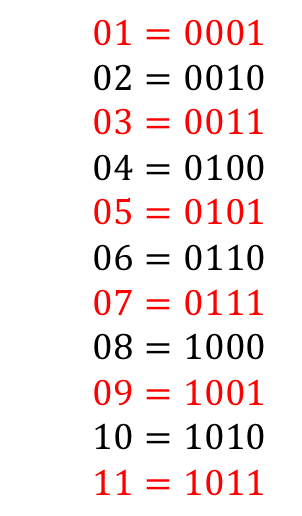 01 = 0001
02 = 0010
03 = 0011
04 = 0100
05 = 0101
06 = 0110
07 = 0111
08 = 1000
09 = 1001
10 = 1010
11 = 1011